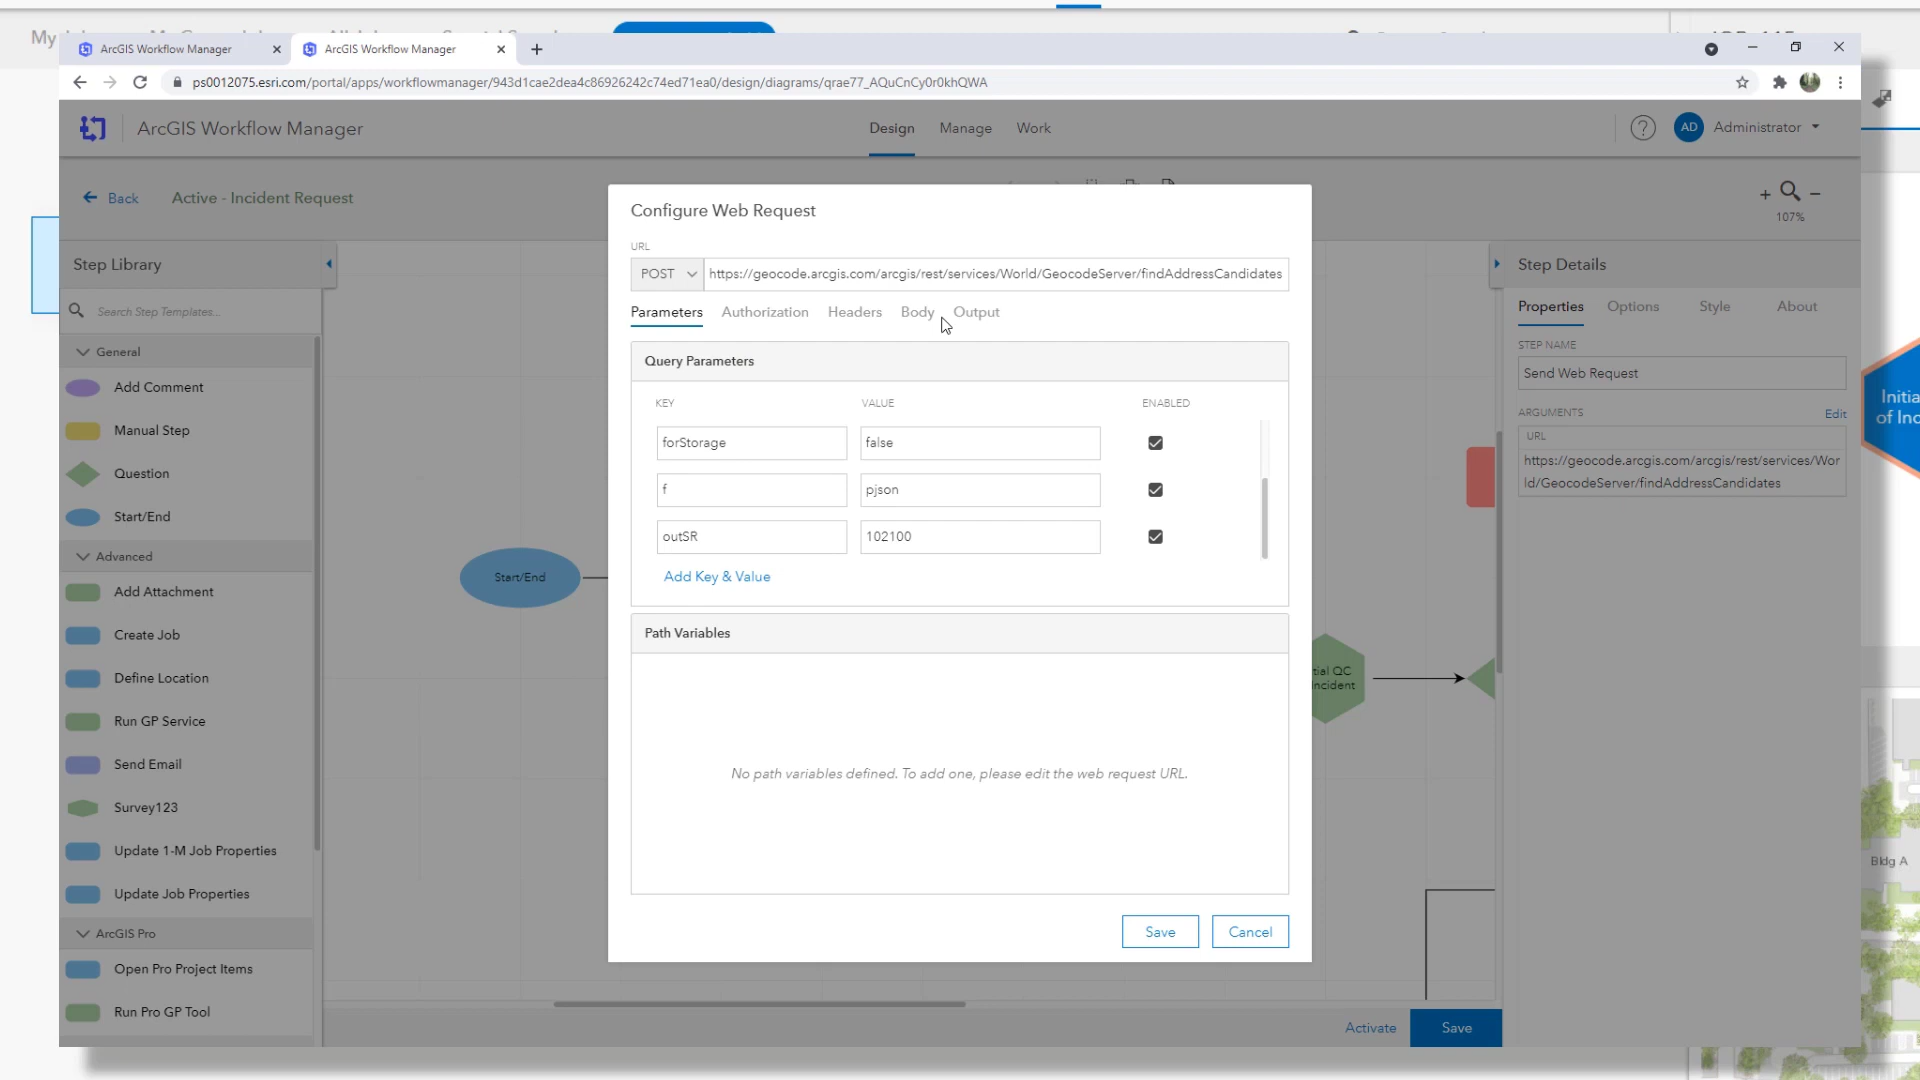 My
ArcGIS Workflow Manager
ArcGIS Workflow Manager
ps0012075.esri.com/portal/apps/workflowmanager/943d1cae2dea4c86926242c74ed71ea0/design/diagrams/qrae77_AQuCnCy0r0khQWA
ArcGIS Workflow Manager
Design
Manage
Work
AD
Administrator
Back
Active - Incident Request
107%
Step Library
Search Step Templates...
General
Add Comment
Manual Step
Question
Start/End
Advanced
Add Attachment
Create Job
Define Location
Run GP Service
Send Email
Survey123
Update 1-M Job Properties
Update Job Properties
ArcGIS Pro
Open Pro Project Items
Run Pro GP Tool
Start/End
Configure Web Request
URL
POST
https://geocode.arcgis.com/arcgis/rest/services/World/GeocodeServer/findAddressCandidates
Parameters
Authorization
Headers
Body
Output
Query Parameters
KEY
VALUE
ENABLED
forStorage
false
f
pjson
outSR
102100
Add Key & Value
Path Variables
No path variables defined. To add one, please edit the web request URL.
Save
Cancel
tial QC
Incident
Step Details
Properties
Options
Style
About
STEP NAME
Send Web Request
ARGUMENTS
Edit
URL
https://geocode.arcgis.com/arcgis/rest/services/Wor
ld/GeocodeServer/findAddressCandidates
Activate
Save
Initia
of Inc
Bldg A